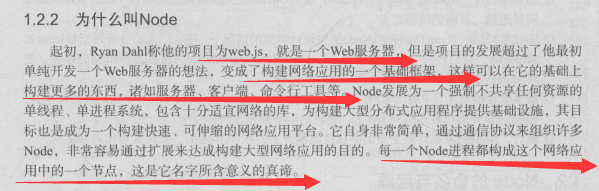 1.2.2 为什么叫Node
起初，Ryan Dahl称他的项目为web.js，就是一个Web服务器，但是项目的发展超过了他最初
单纯开发一个Web服务器的想法，变成了构建网络应用的一个基础框架，这样可以在它的基础上
构建更多的东西，诸如服务器、客户端、命令行工具等。Node发展为一个强制不共享任何资源的
单线程、单进程系统，包含十分适宜网络的库，为构建大型分布式应用程序提供基础设施，其目
标也是成为一个构建快速、可伸缩的网络应用平台。它自身非常简单，通过通信协议来组织许多
Node，非常容易通过扩展来达成构建大型网络应用的目的。每一个Node进程都构成这个网络应
用中的一个节点，这是它名字所含意义的真谛。